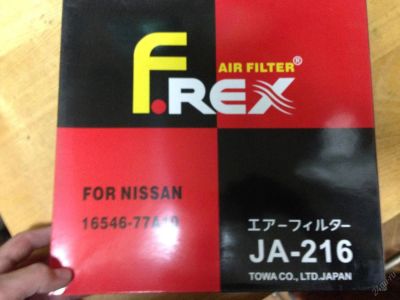 AIR FILTER®
F.REX
FOR NISSAN
エアーフィルター
JA-216
TOWA CO., LTD. JAPAN